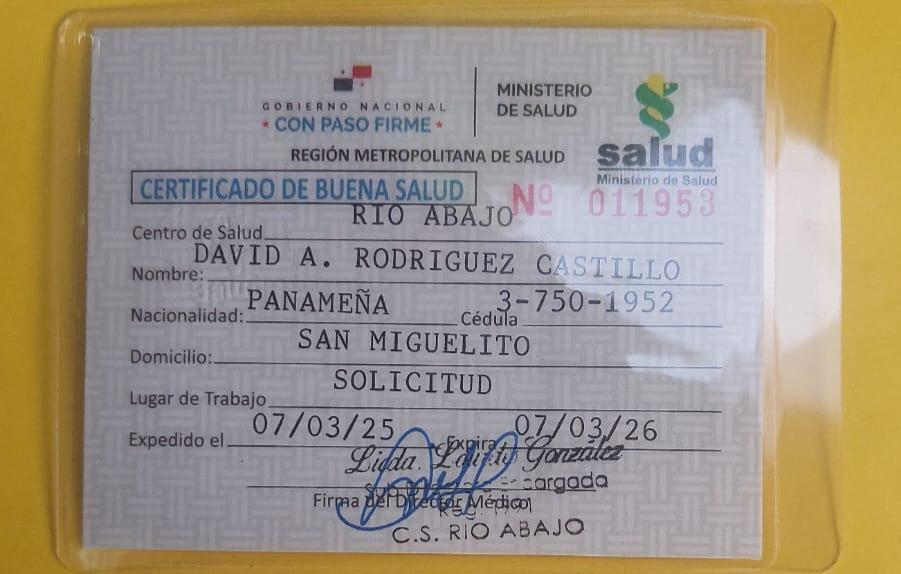 GOBIERNO NACIONAL
★ CON PASO FIRME ★
MINISTERIO
DE SALUD
salud
Ministerio de Salud
REGIÓN METROPOLITANA DE SALUD
CERTIFICADO DE BUENA SALUD Nº 011953
Centro de Salud RIO ABAJO
Nombre: DAVID A. RODRIGUEZ CASTILLO
Nacionalidad: PANAMEÑA Cédula 3-750-1952
Domicilio: SAN MIGUELITO
Lugar de Trabajo SOLICITUD
Expedido el 07/03/25 Expira 07/03/26
Licda. González
Firma del Director Médico
C.S. RIO ABAJO